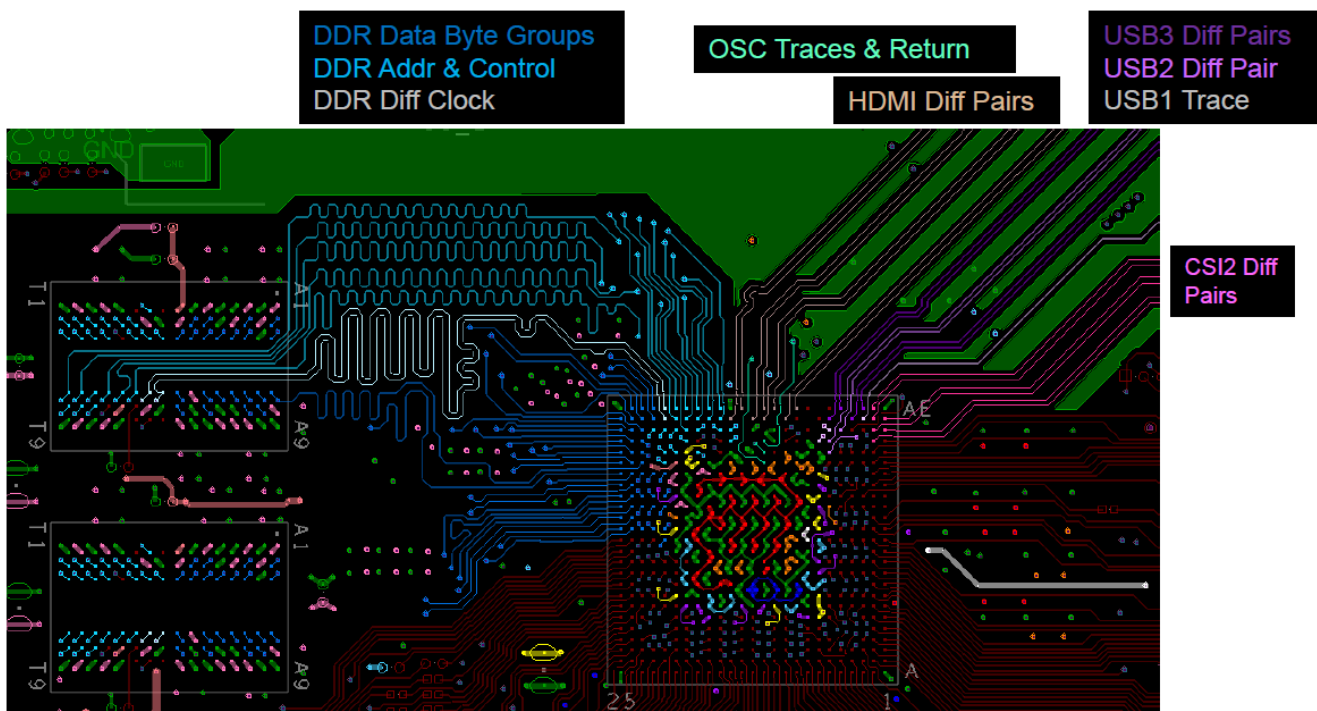 DDR Data Byte Groups
DDR Addr & Control
DDR Diff Clock
OSC Traces & Return
HDMI Diff Pairs
USB3 Diff Pairs
USB2 Diff Pair
USB1 Trace
CSI2 Diff
Pairs
GND
GND
T1
A1
T9
A9
T1
A1
T9
A9
AE
A
25
1